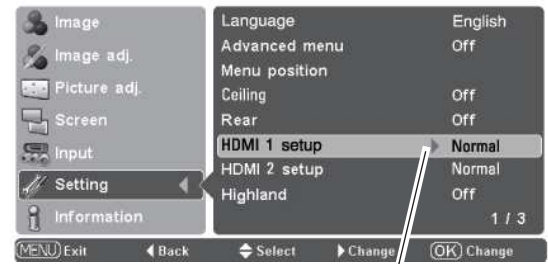 Image
Image adj.
Picture adj.
Screen
Input
Setting
Information
Language English
Advanced menu Off
Menu position
Ceiling Off
Rear Off
HDMI 1 setup Normal
HDMI 2 setup Normal
Highland Off
1 / 3
MENU Exit Back Select Change OK Change